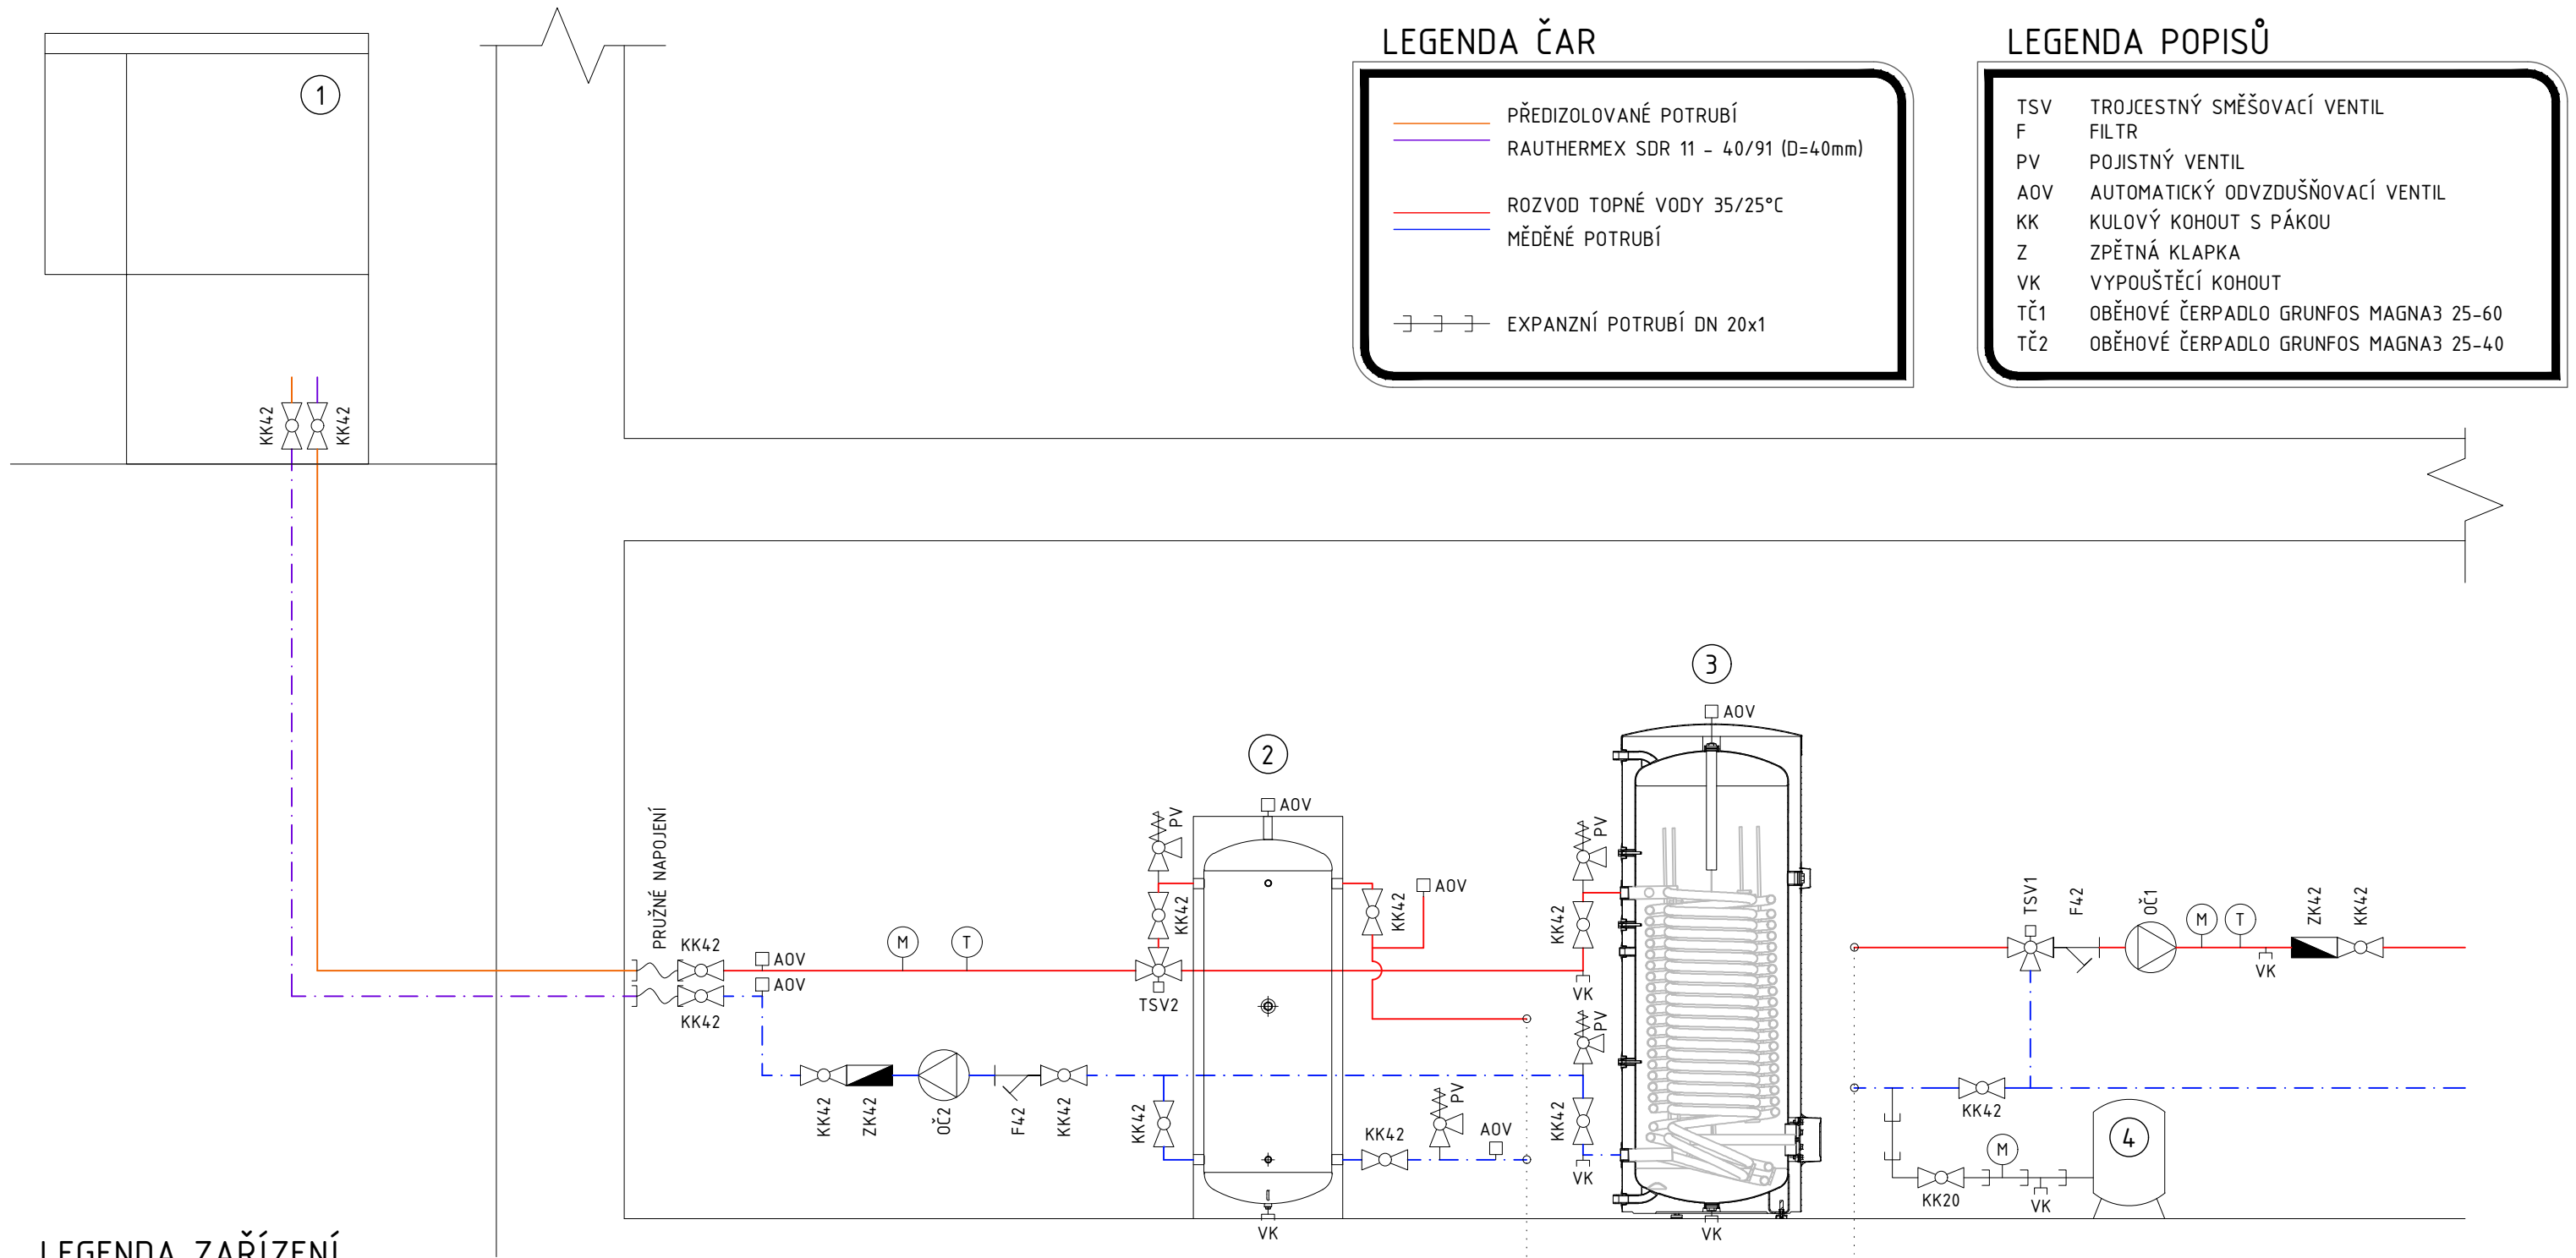 LEGENDA ČAR
PŘEDIZOLOVANÉ POTRUBÍ
RAUTHERMEX SDR 11 - 40/91 (D=40mm)
ROZVOD TOPNÉ VODY 35/25°C
MĚDĚNÉ POTRUBÍ
EXPANZNÍ POTRUBÍ DN 20x1
LEGENDA POPISŮ
TSV TROJCESTNÝ SMĚŠOVACÍ VENTIL
F FILTR
PV POJISTNÝ VENTIL
AOV AUTOMATICKÝ ODVZDUŠŇOVACÍ VENTIL
KK KULOVÝ KOHOUT S PÁKOU
Z ZPĚTNÁ KLAPKA
VK VYPOUŠTĚCÍ KOHOUT
TČ1 OBĚHOVÉ ČERPADLO GRUNFOS MAGNA3 25-60
TČ2 OBĚHOVÉ ČERPADLO GRUNFOS MAGNA3 25-40
1
KK42
KK42
PRUŽNÉ NAPOJENÍ
KK42
KK42
AOV
AOV
M
T
KK42
ZK42
OČ2
F42
KK42
TSV2
PV
KK42
2
AOV
KK42
VK
KK42
AOV
KK42
PV
AOV
3
AOV
PV
KK42
VK
PV
KK42
VK
VK
TSV1
F42
OČ1
M
T
VK
ZK42
KK42
KK42
KK20
M
VK
4
LEGENDA ZAŘÍZENÍ